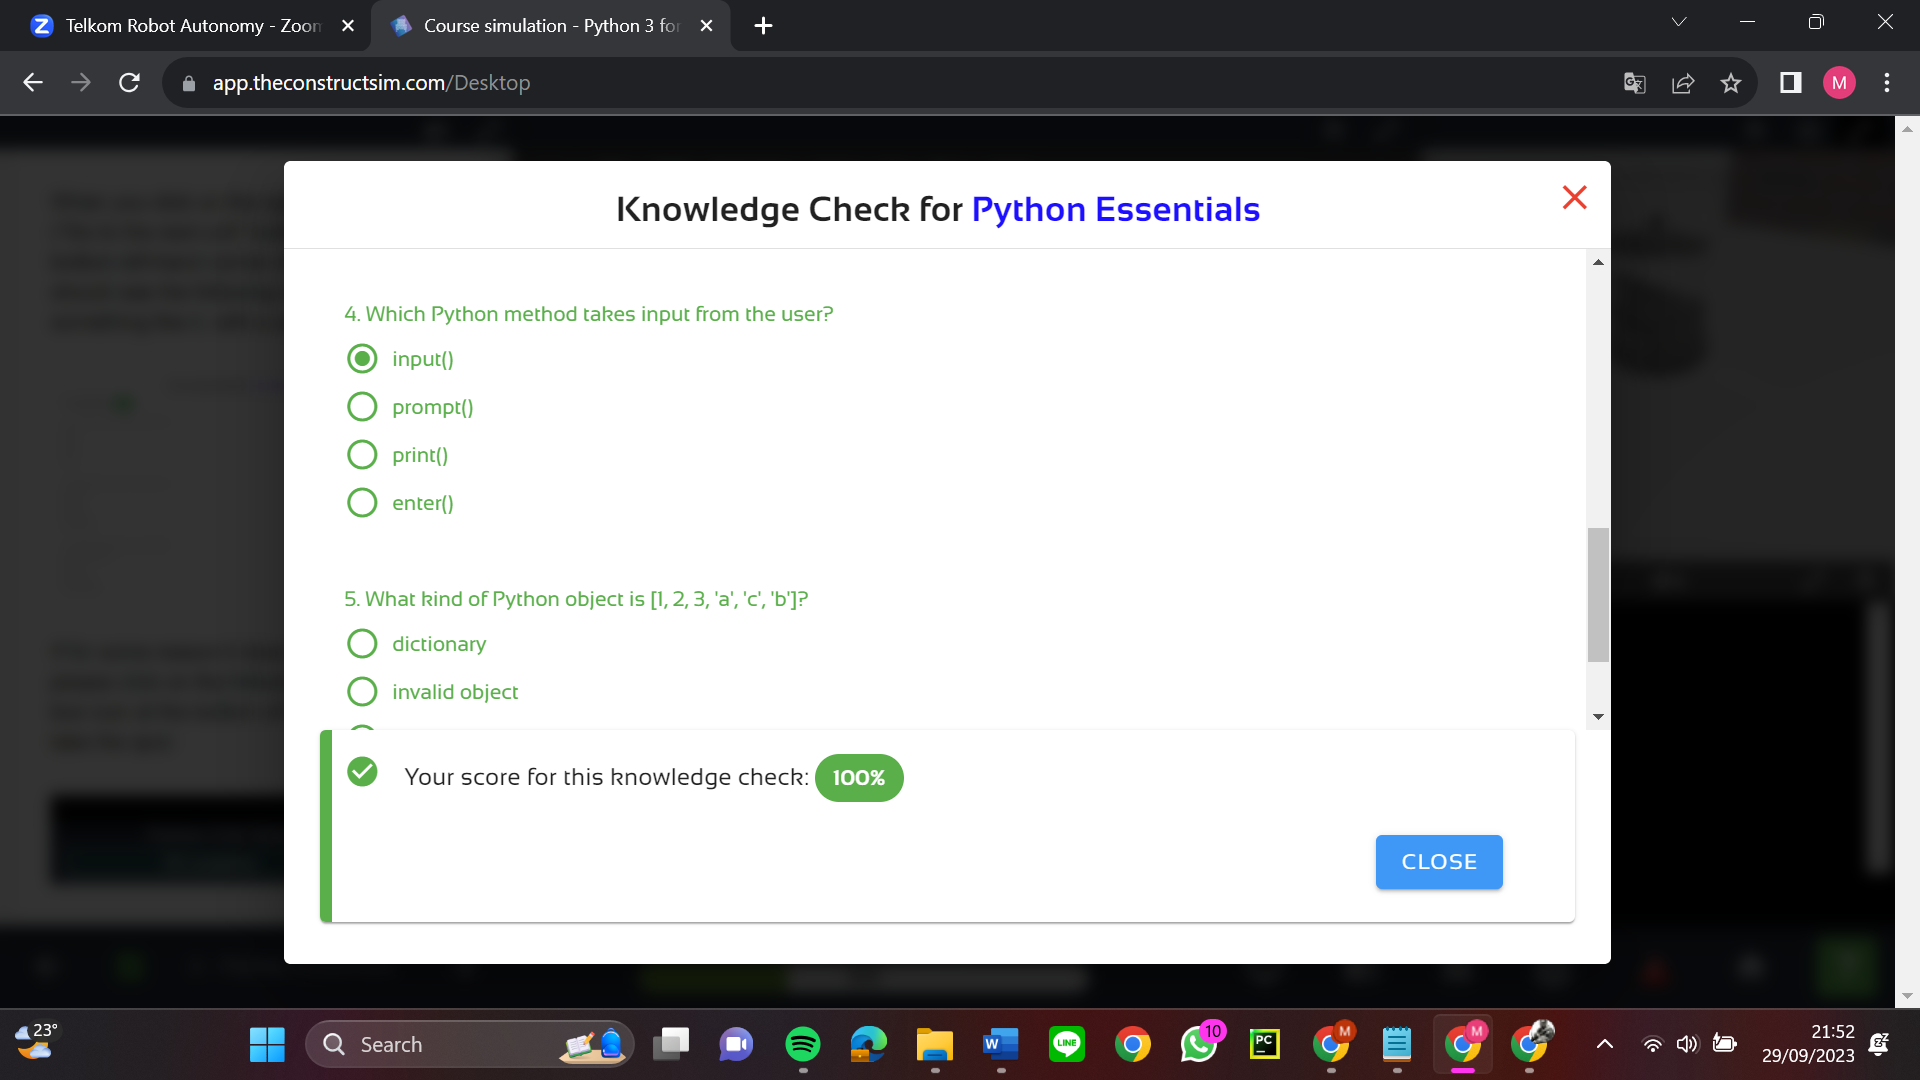 Telkom Robot Autonomy - Zoom
Course simulation - Python 3 for
app.theconstructsim.com/Desktop
M
Knowledge Check for Python Essentials
4. Which Python method takes input from the user?
input()
prompt()
print()
enter()
5. What kind of Python object is [1, 2, 3, 'a', 'c', 'b']?
dictionary
invalid object
Your score for this knowledge check: 100%
CLOSE
23°
Search
W
LINE
10
PC
M
M
21:52
29/09/2023